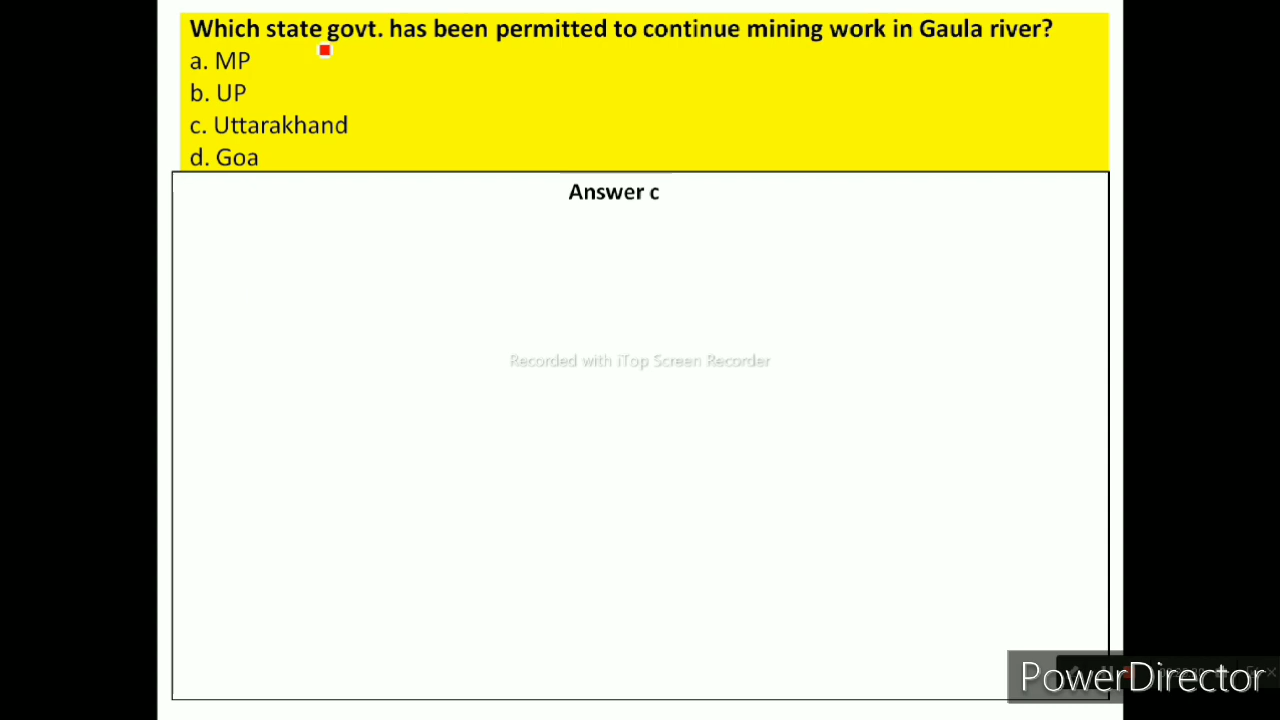 Which state govt. has been permitted to continue mining work in Gaula river?
a. MP
b. UP
c. Uttarakhand
d. Goa
Answer c
Recorded with iTop Screen Recorder
PowerDirector